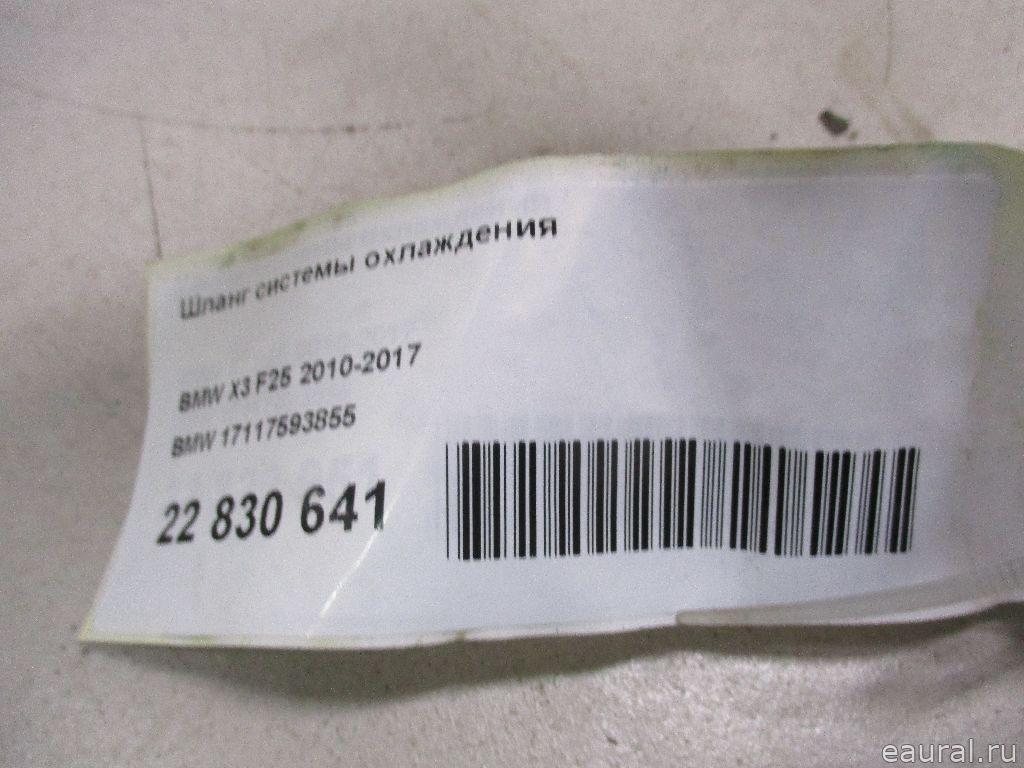 Шланг системы охлаждения
BMW X3 F25 2010-2017
BMW 17117593855
22 830 641
eaural.ru